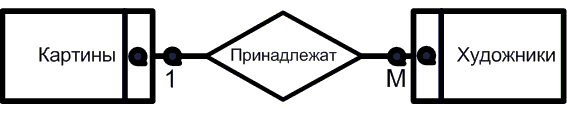 Картины
Принадлежат
Художники
1
М